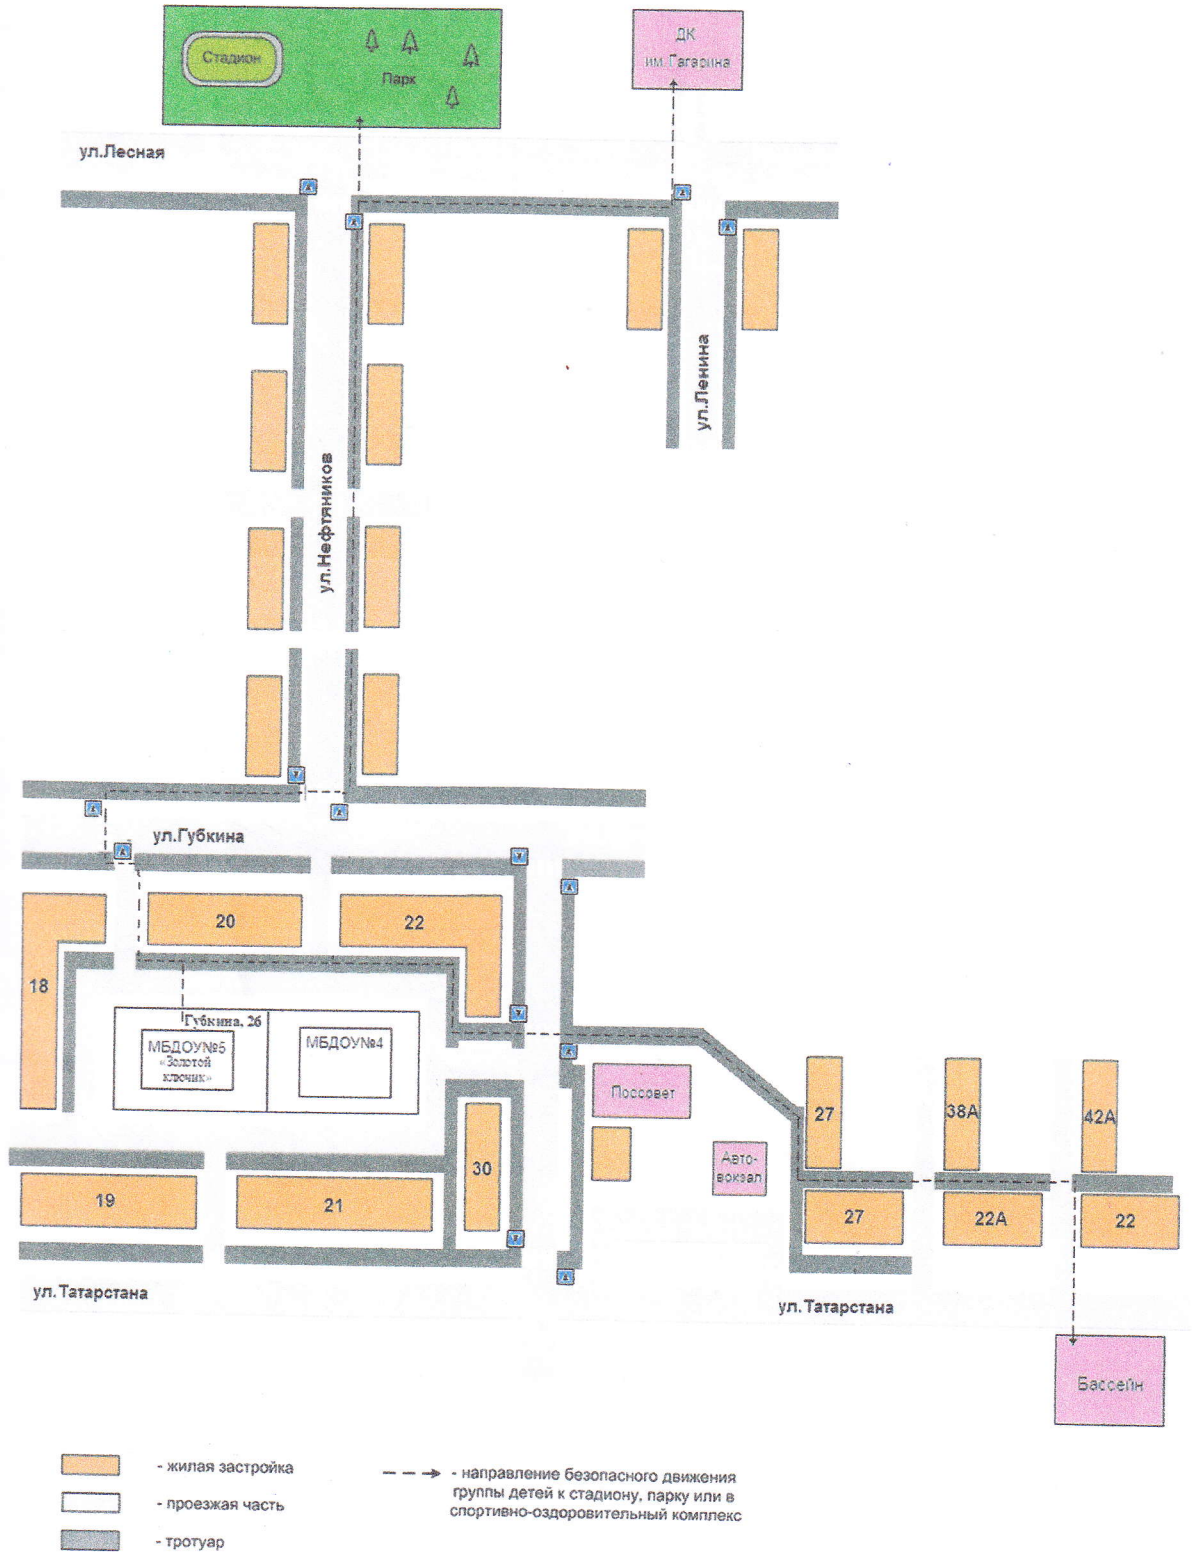 Стадион
Парк
ДК
им.Гагарина
ул.Лесная
ул.Ленина
ул.Нефтяников
ул.Губкина
20
22
18
Губкина, 26
МБДОУ№5
«Золотой
ключик»
МБДОУ№4
Поссовет
27
38А
42А
30
Авто-
вокзал
19
21
27
22А
22
ул.Татарстана
ул.Татарстана
Бассейн
- жилая застройка
- проезжая часть
- тротуар
- направление безопасного движения
группы детей к стадиону, парку или в
спортивно-оздоровительный комплекс